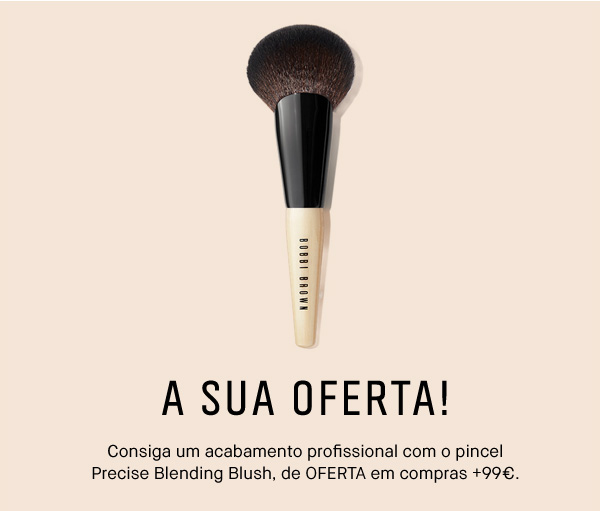 BOBBI BROWN
A SUA OFERTA!
Consiga um acabamento profissional com o pincel
Precise Blending Blush, de OFERTA em compras +99€.